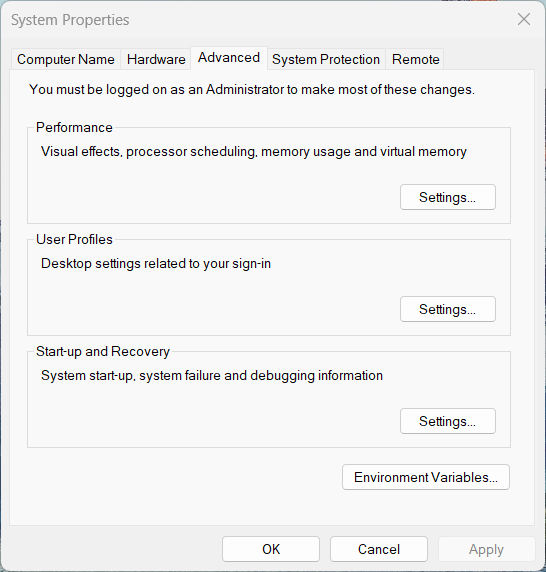 System Properties
Computer Name Hardware Advanced System Protection Remote
You must be logged on as an Administrator to make most of these changes.
Performance
Visual effects, processor scheduling, memory usage and virtual memory
Settings...
User Profiles
Desktop settings related to your sign-in
Settings...
Start-up and Recovery
System start-up, system failure and debugging information
Settings...
Environment Variables...
OK Cancel Apply